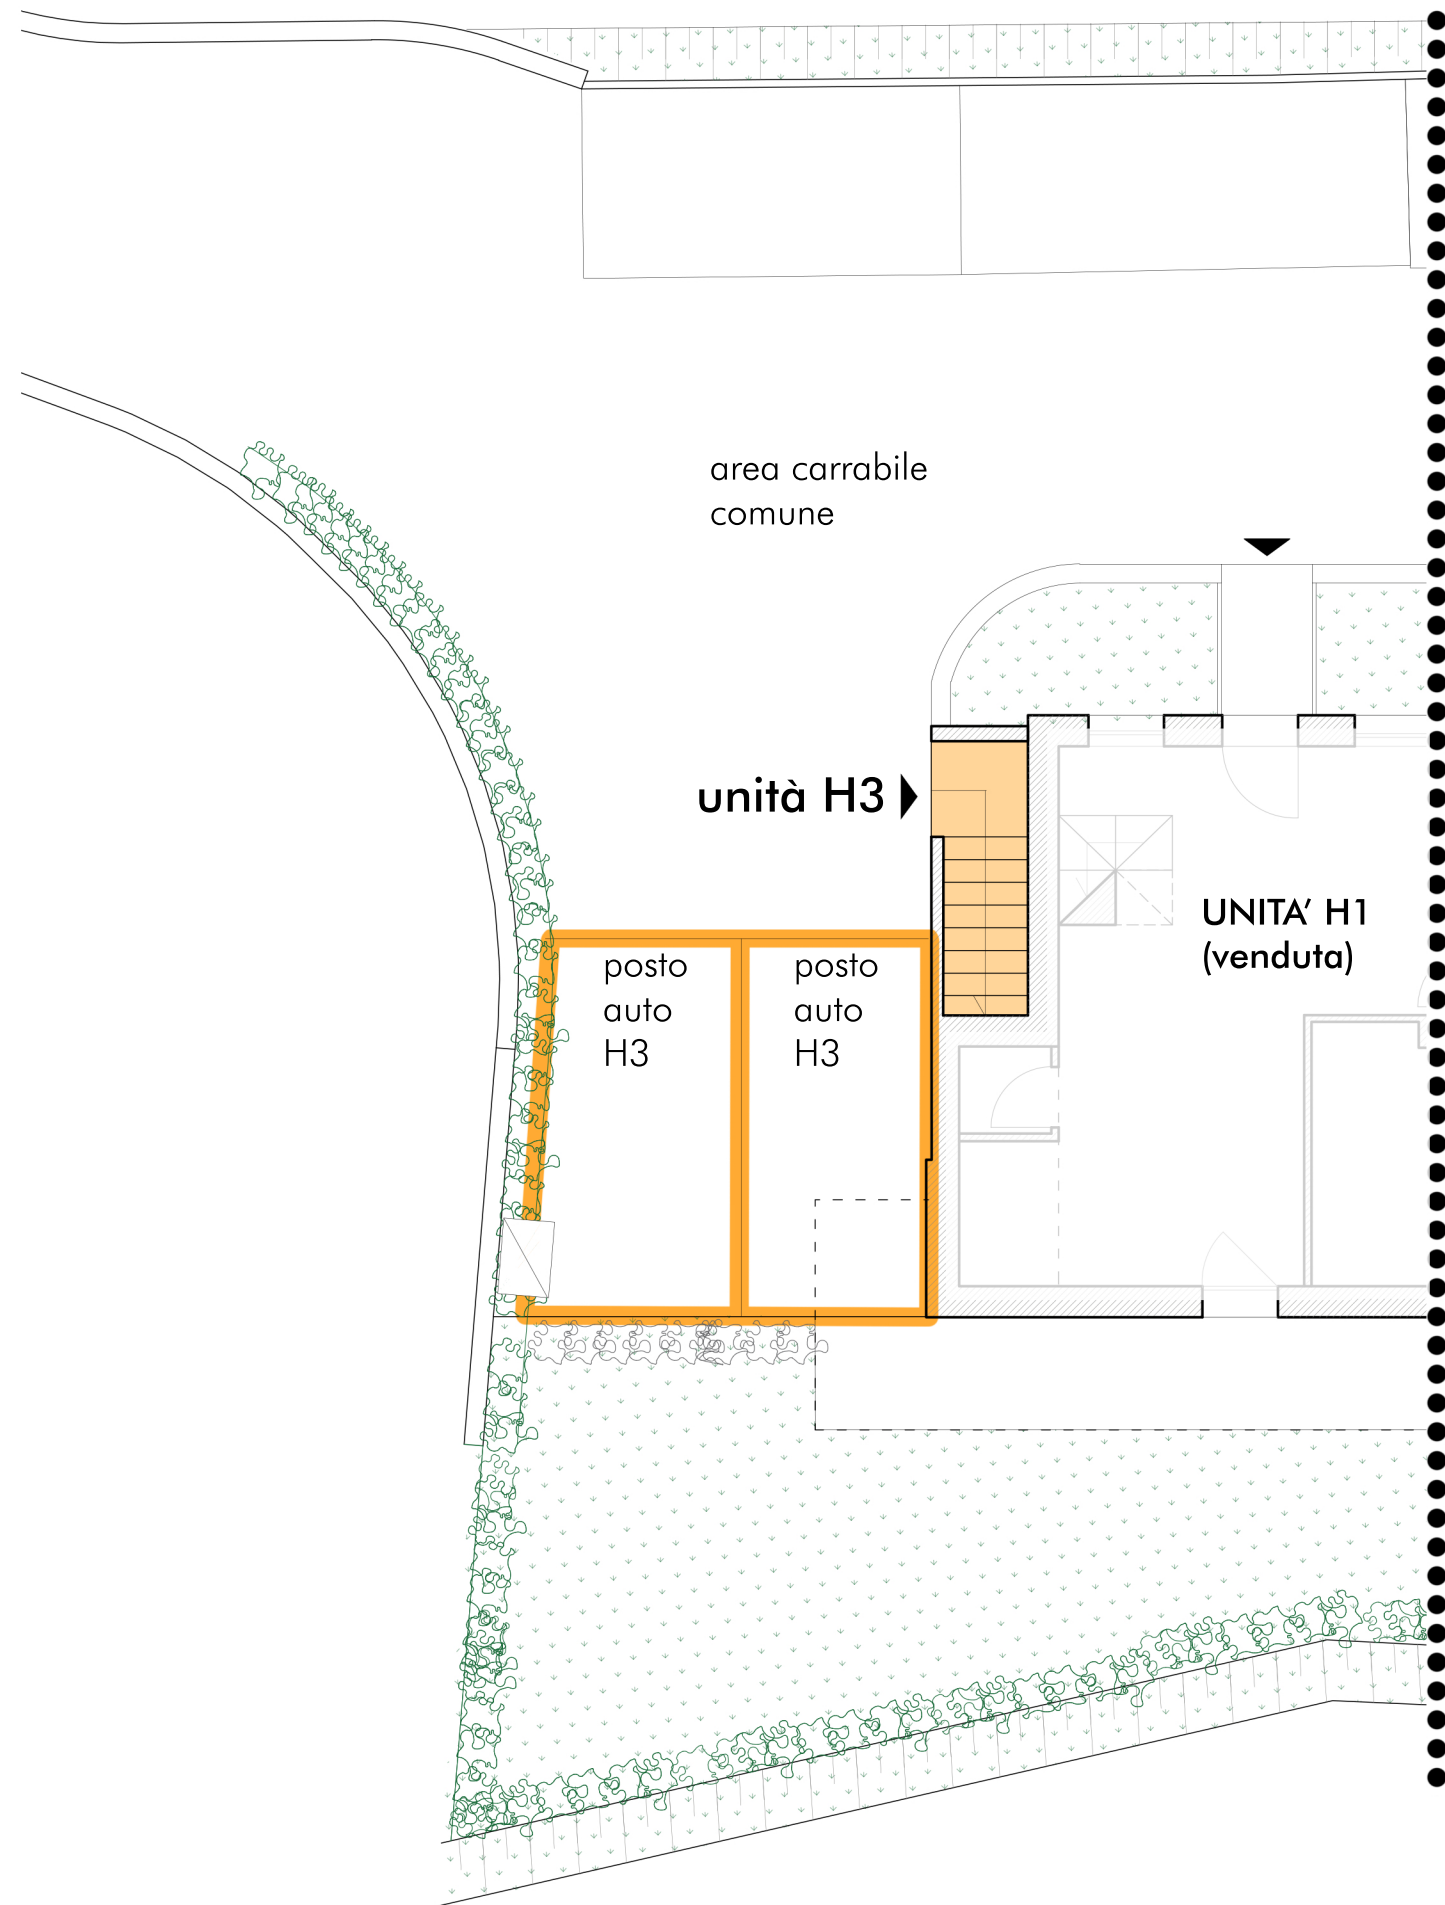 area carrabile
comune
unità H3
UNITA’ H1
(venduta)
posto
auto
H3
posto
auto
H3